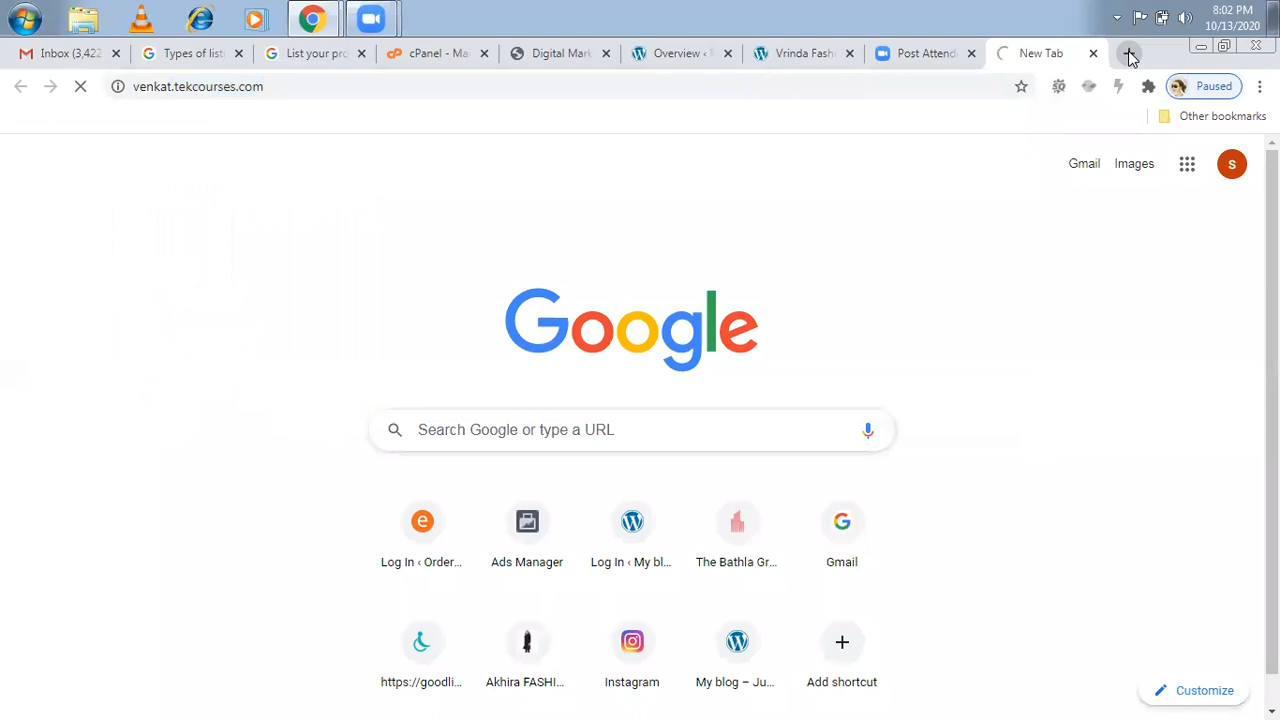 8:02 PM
10/13/2020
Inbox (3,422
Types of list
List your pro
cPanel - Ma
Digital Mark
Overview ‹
Vrinda Fash
Post Attend
New Tab
venkat.tekcourses.com
Paused
Other bookmarks
Gmail
Images
S
Google
Search Google or type a URL
Log In ‹ Order...
Ads Manager
Log In ‹ My bl...
The Bathla Gr...
Gmail
https://goodli...
Akhira FASHI...
Instagram
My blog – Ju...
Add shortcut
Customize